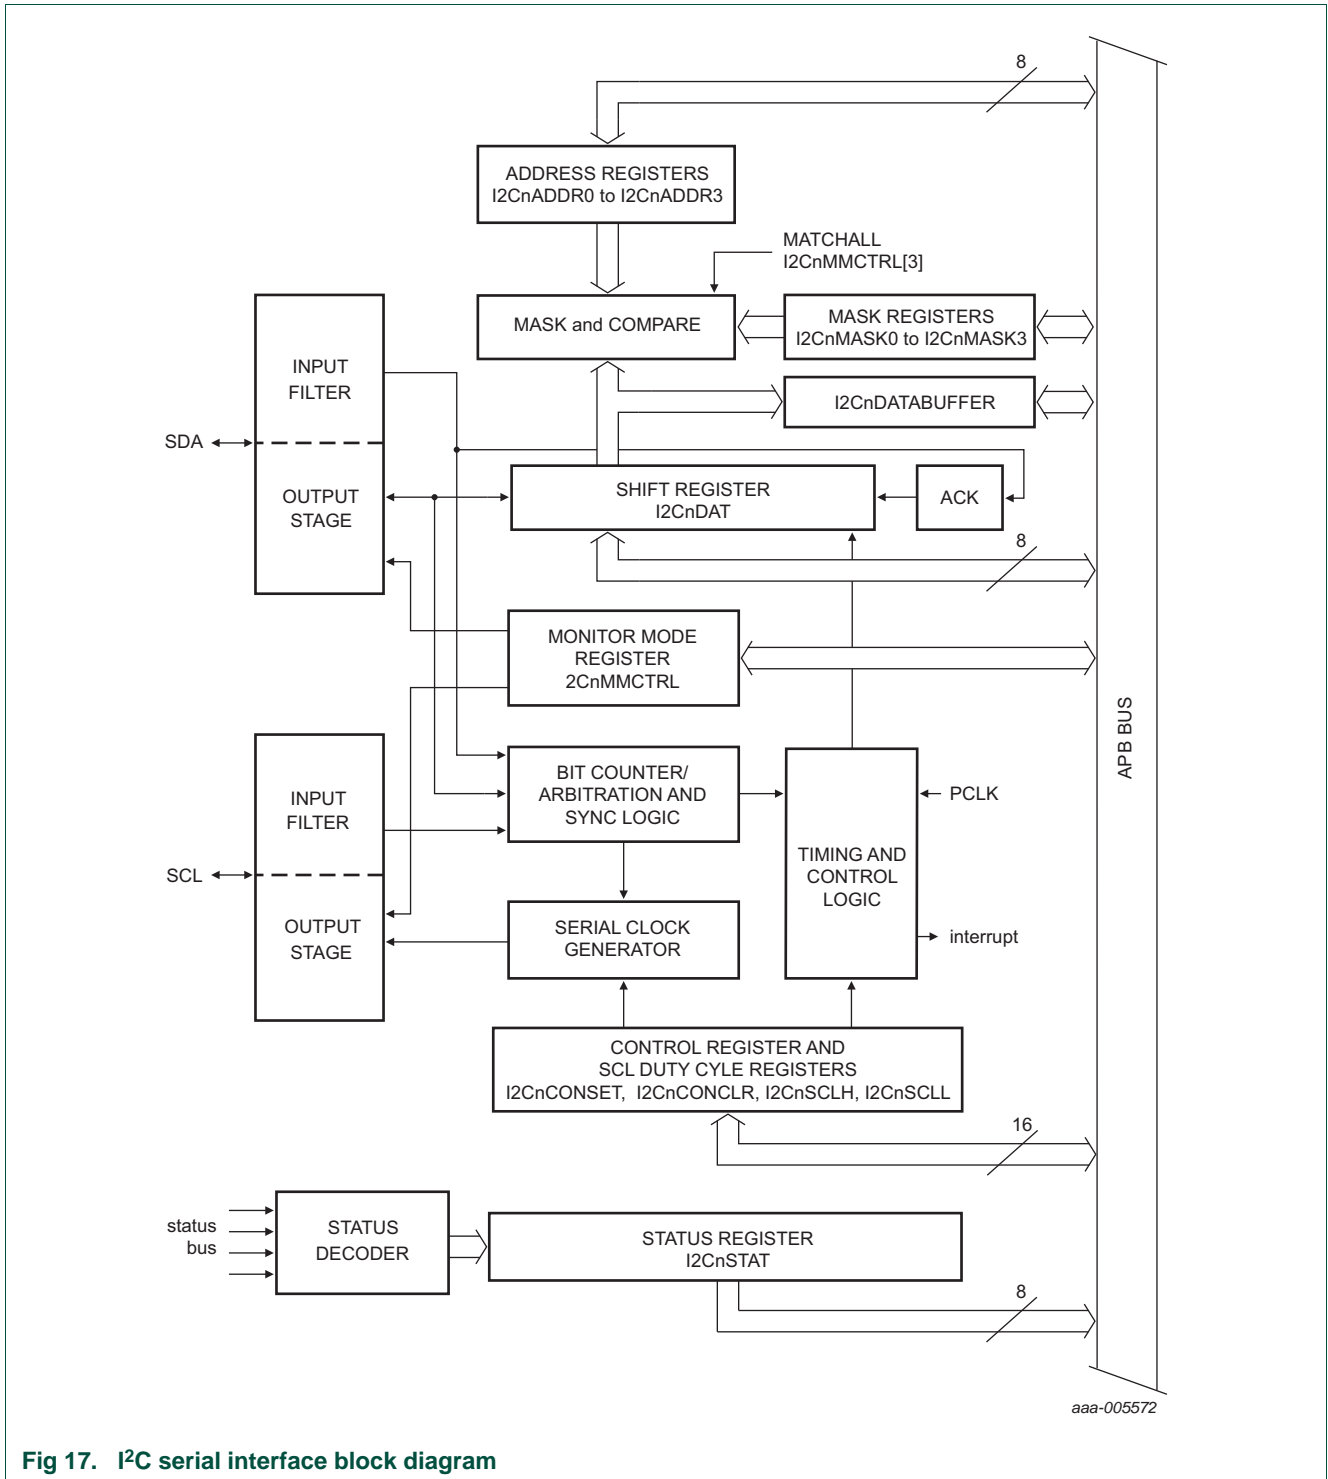 8
ADDRESS REGISTERS
I2CnADDR0 to I2CnADDR3
MATCHALL
I2CnMMCTRL[3]
MASK and COMPARE
MASK REGISTERS
I2CnMASK0 to I2CnMASK3
INPUT
FILTER
I2CnDATABUFFER
SDA
OUTPUT
STAGE
SHIFT REGISTER
I2CnDAT
ACK
8
MONITOR MODE
REGISTER
2CnMMCTRL
APB BUS
INPUT
FILTER
BIT COUNTER/
ARBITRATION AND
SYNC LOGIC
PCLK
TIMING AND
CONTROL
LOGIC
SCL
OUTPUT
STAGE
SERIAL CLOCK
GENERATOR
interrupt
CONTROL REGISTER AND
SCL DUTY CYLE REGISTERS
I2CnCONSET, I2CnCONCLR, I2CnSCLH, I2CnSCLL
16
status
bus
STATUS
DECODER
STATUS REGISTER
I2CnSTAT
8
aaa-005572
Fig 17. I²C serial interface block diagram